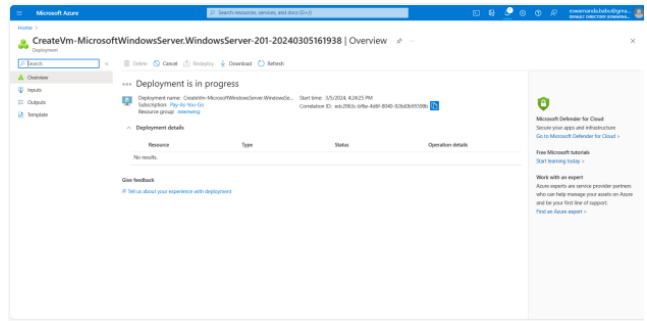 Microsoft Azure
Search resources, services, and docs (G+/)
Home >
CreateVm-MicrosoftWindowsServer.WindowsServer-201-20240305161938 | Overview
Deployment
Search
Delete Cancel Redeploy Download Refresh
Overview
Inputs
Outputs
Template
Deployment is in progress
Deployment name: CreateVm-MicrosoftWindowsServer.WindowsSe...
Subscription: Pay-As-You-Go
Resource group:
Start time: 3/5/2024, 4:24:25 PM
Correlation ID:
Deployment details
Resource Type Status Operation details
No results.
Give feedback
Tell us about your experience with deployment
Microsoft Defender for Cloud
Secure your apps and infrastructure
Go to Microsoft Defender for Cloud >
Free Microsoft tutorials
Start learning today >
Work with an expert
Azure experts are service provider partners
who can help manage your assets on Azure
and be your first line of support.
Find an Azure expert >